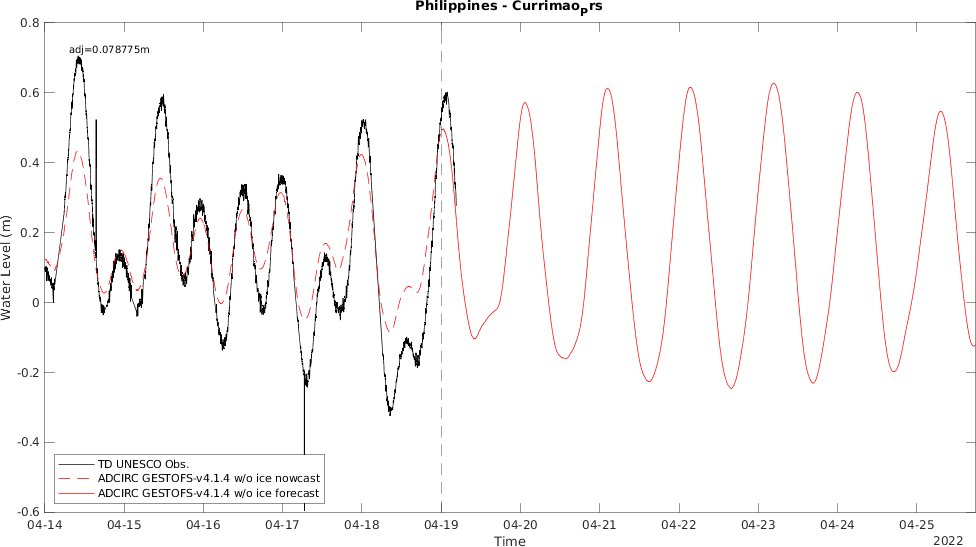 Philippines - Currimaoprs
0.8
adj=0.078775m
0.6
0.4
0.2
0
-0.2
-0.4
-0.6
Water Level (m)
TD UNESCO Obs.
ADCIRC GESTOFS-v4.1.4 w/o ice nowcast
ADCIRC GESTOFS-v4.1.4 w/o ice forecast
04-14 04-15 04-16 04-17 04-18 04-19 04-20 04-21 04-22 04-23 04-24 04-25
Time
2022